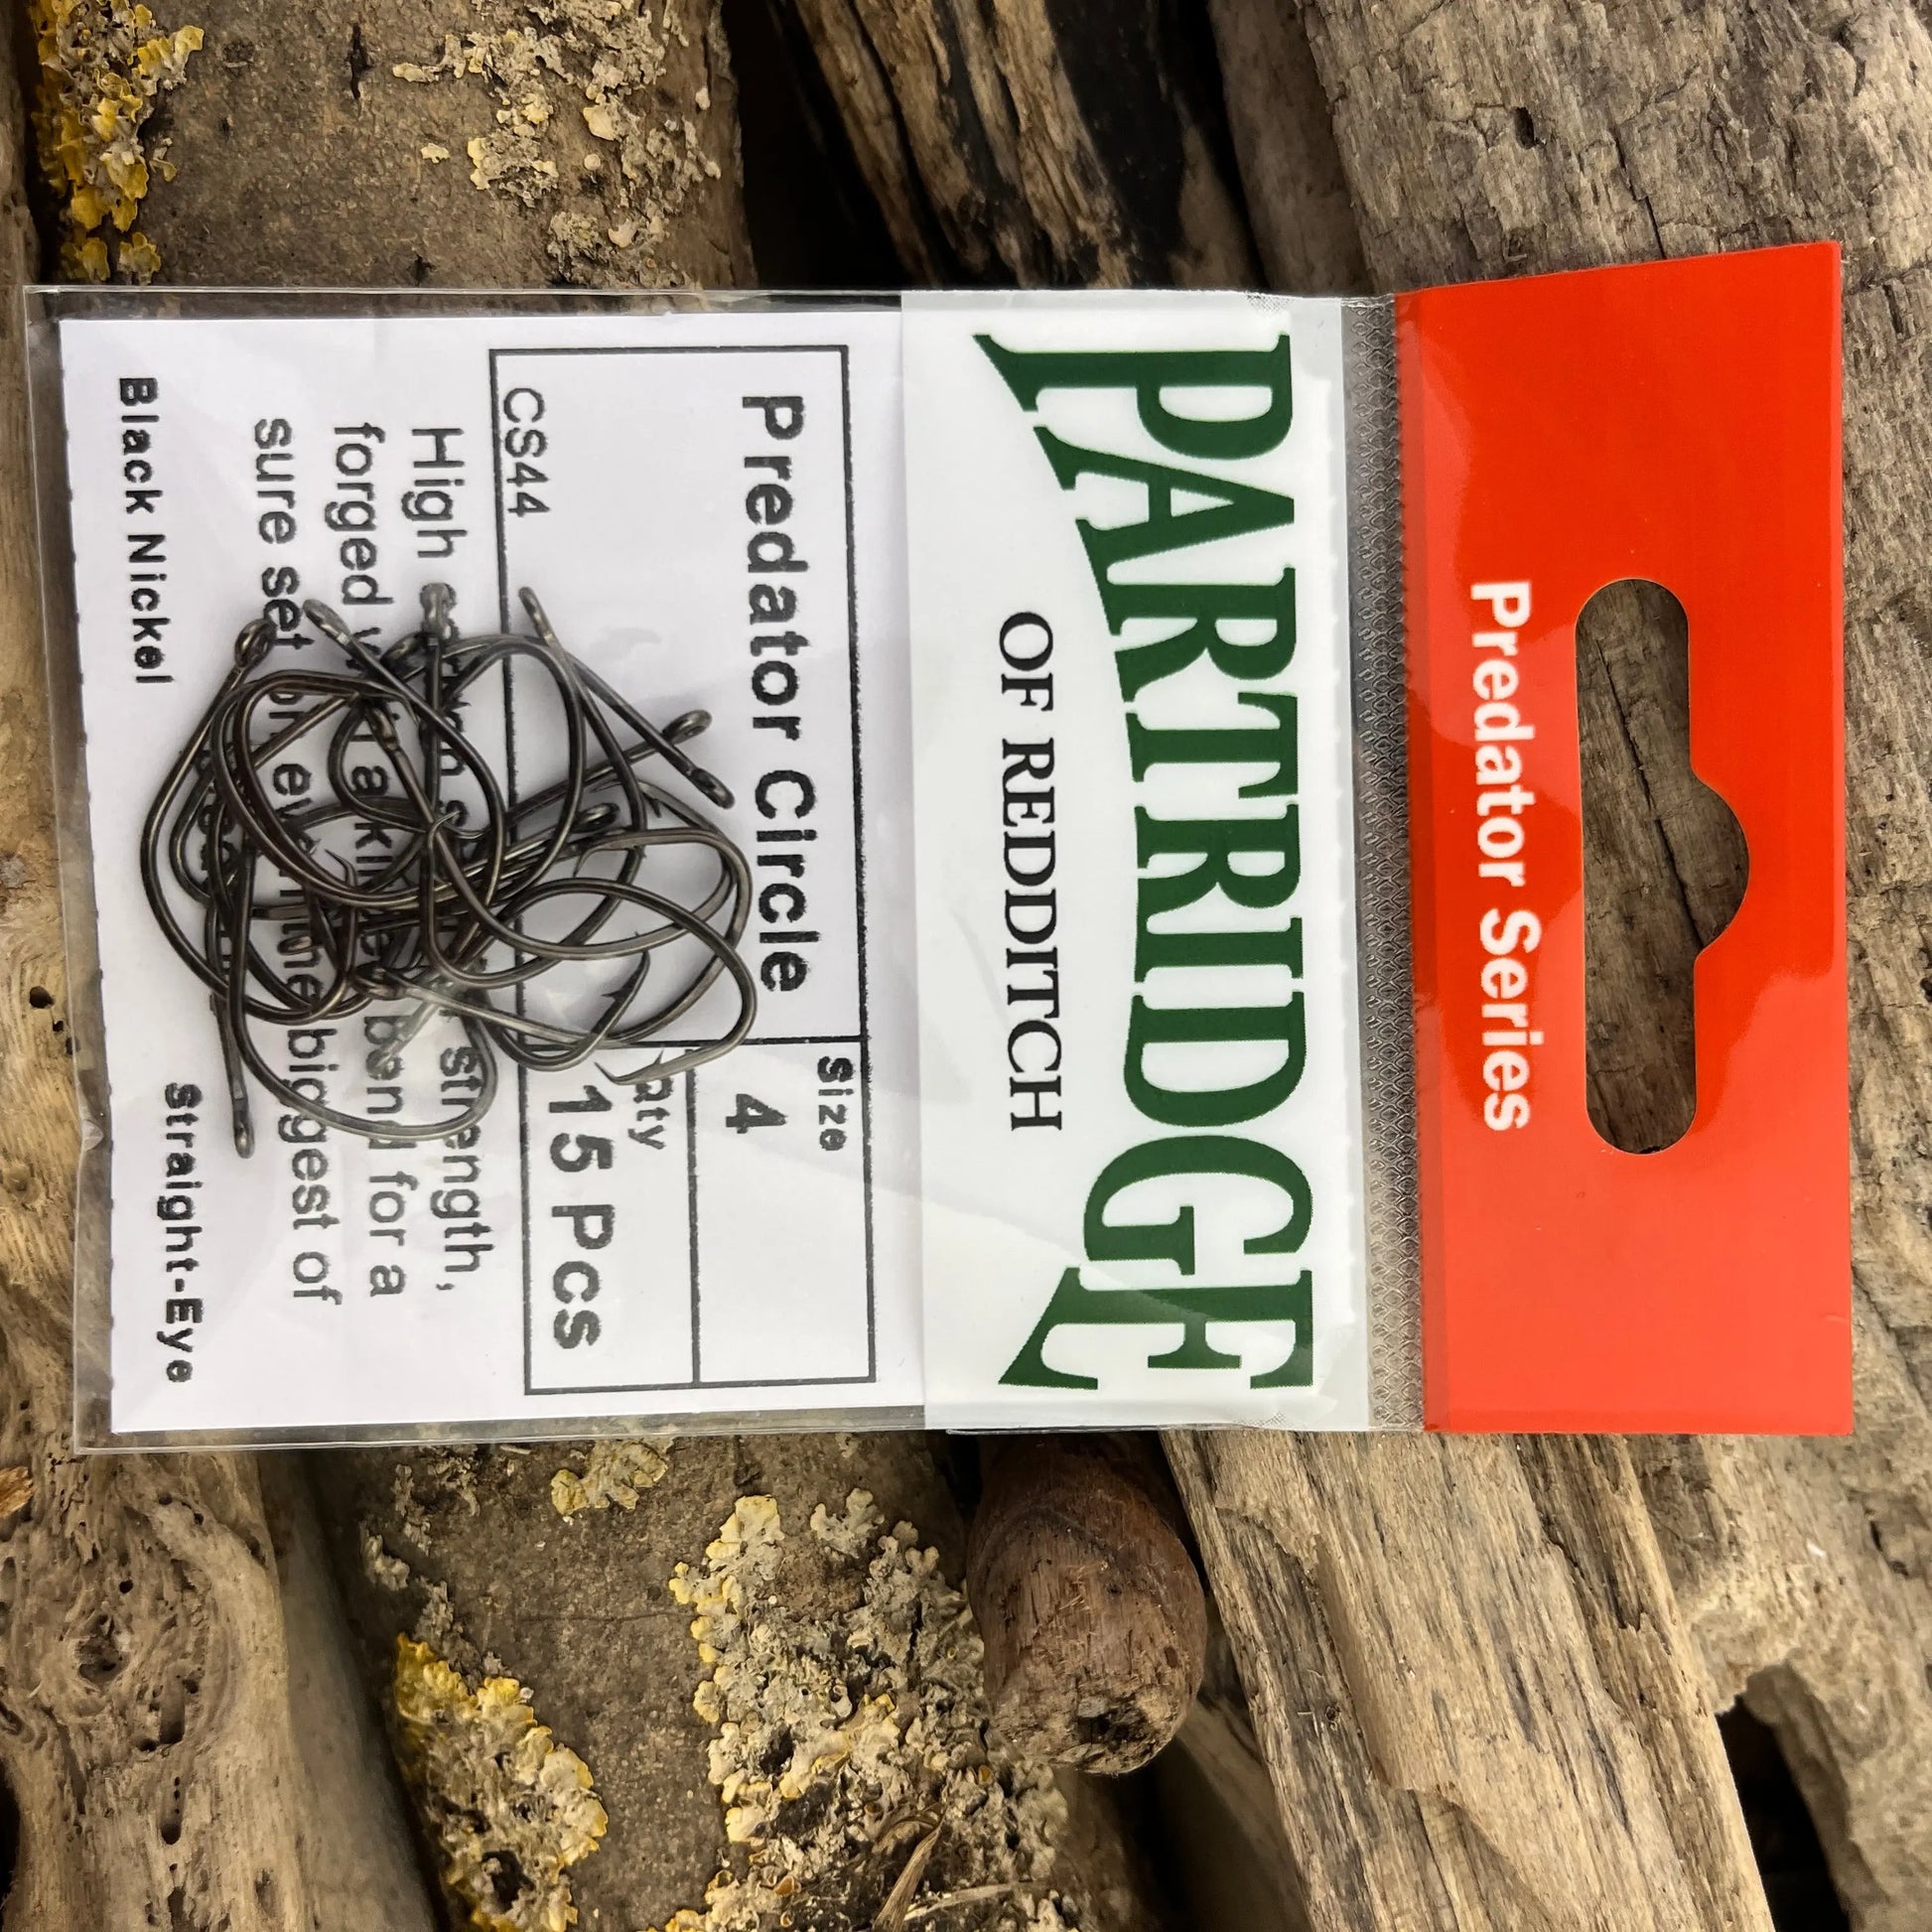 Predator Series
PARTRIDGE
OF REDDITCH
Predator Circle
Size
4
CS44
Qty
15 Pcs
High strength,
forged bend for a
sure set biggest of
Black Nickel
Straight-Eye